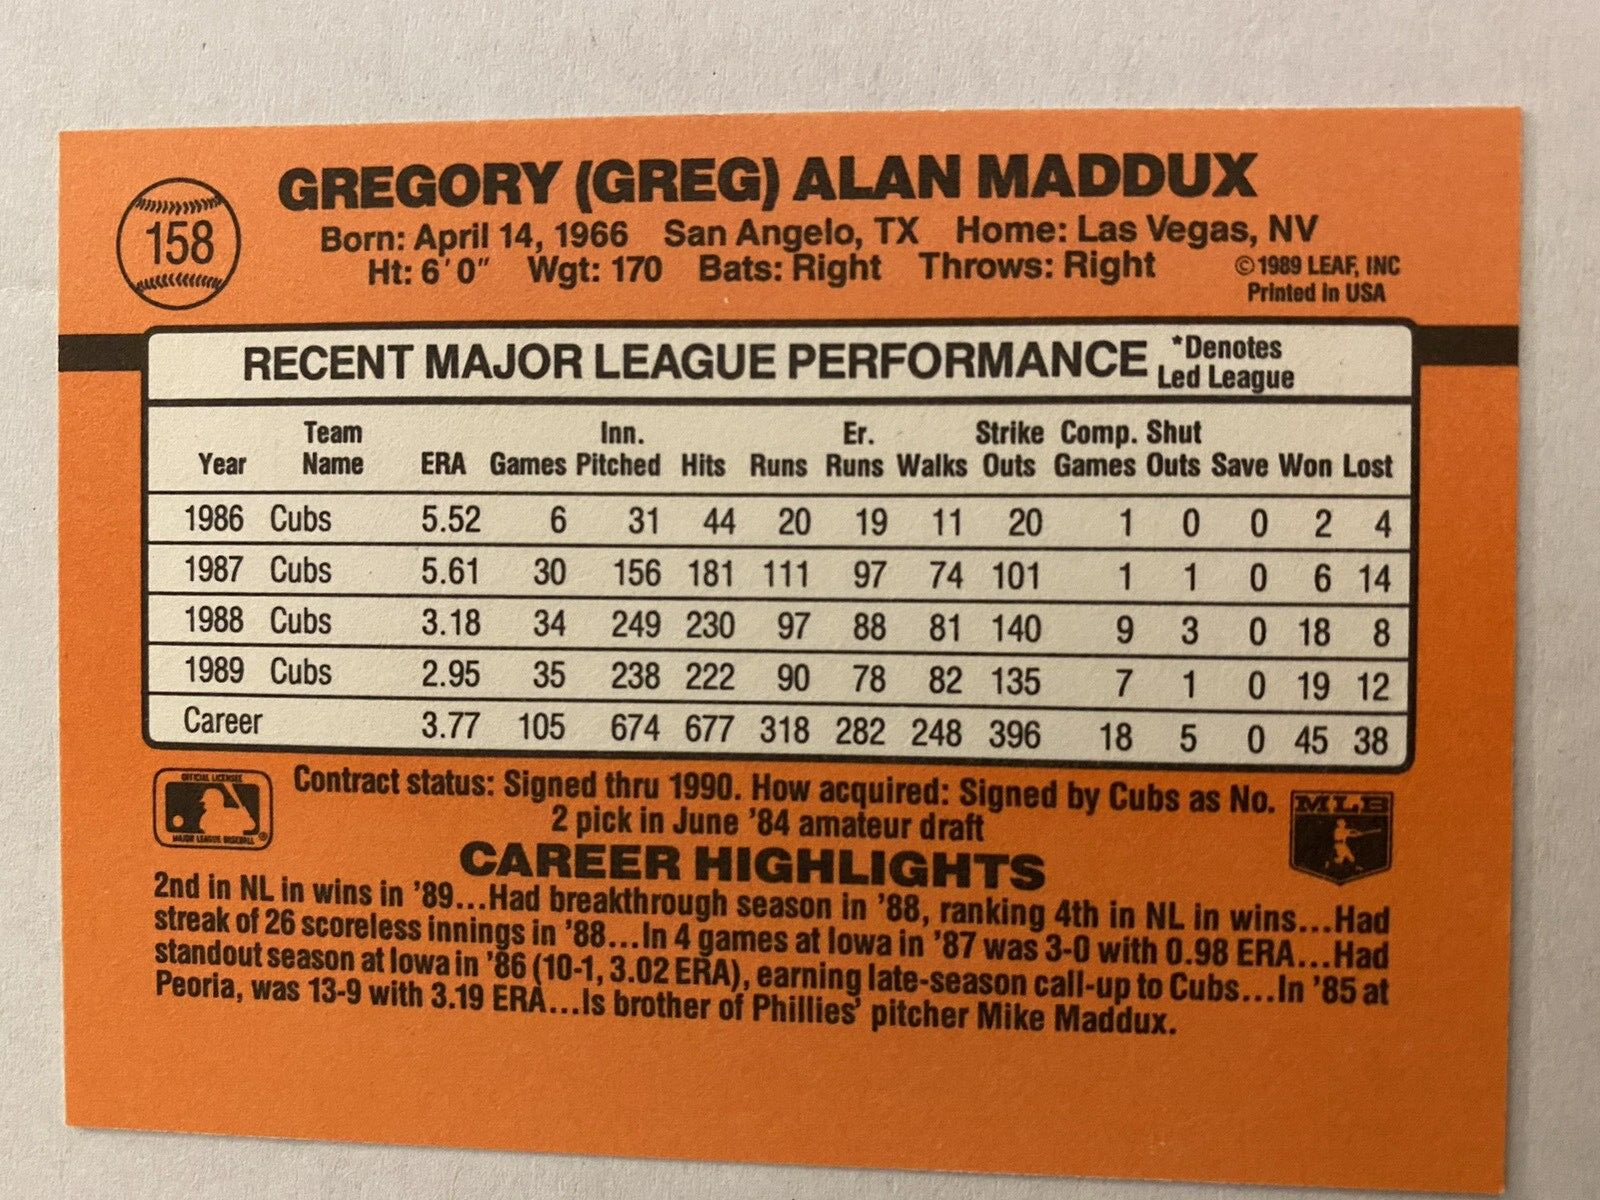 158
GREGORY (GREG) ALAN MADDUX
Born: April 14, 1966 San Angelo, TX Home: Las Vegas, NV
Ht: 6'0" Wgt: 170 Bats: Right Throws: Right
©1989 LEAF, INC
Printed in USA
RECENT MAJOR LEAGUE PERFORMANCE *Denotes
Led League
Team Inn. Er. Strike Comp. Shut
Year Name ERA Games Pitched Hits Runs Runs Walks Outs Games Outs Save Won Lost
1986 Cubs 5.52 6 31 44 20 19 11 20 1 0 0 2 4
1987 Cubs 5.61 30 156 181 111 97 74 101 1 1 0 6 14
1988 Cubs 3.18 34 249 230 97 88 81 140 9 3 0 18 8
1989 Cubs 2.95 35 238 222 90 78 82 135 7 1 0 19 12
Career 3.77 105 674 677 318 282 248 396 18 5 0 45 38
OFFICIAL LICENSEE
MAJOR LEAGUE BASEBALL®
Contract status: Signed thru 1990. How acquired: Signed by Cubs as No.
2 pick in June '84 amateur draft
MLB
CAREER HIGHLIGHTS
2nd in NL in wins in '89...Had breakthrough season in '88, ranking 4th in NL in wins...Had
streak of 26 scoreless innings in '88...In 4 games at Iowa in '87 was 3-0 with 0.98 ERA...Had
standout season at Iowa in '86 (10-1, 3.02 ERA), earning late-season call-up to Cubs...In '85 at
Peoria, was 13-9 with 3.19 ERA...Is brother of Phillies' pitcher Mike Maddux.